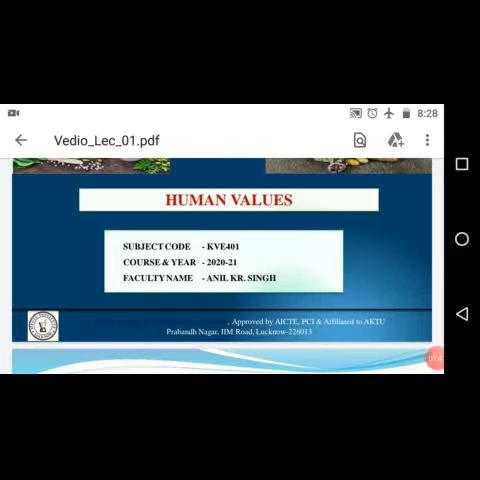 8:28
Vedio_Lec_01.pdf
HUMAN VALUES
SUBJECT CODE - KVE401
COURSE & YEAR - 2020-21
FACULTY NAME - ANIL KR. SINGH
, Approved by AICTE, PCI & Affiliated to AKTU
Prabandh Nagar, IIM Road, Lucknow-226013